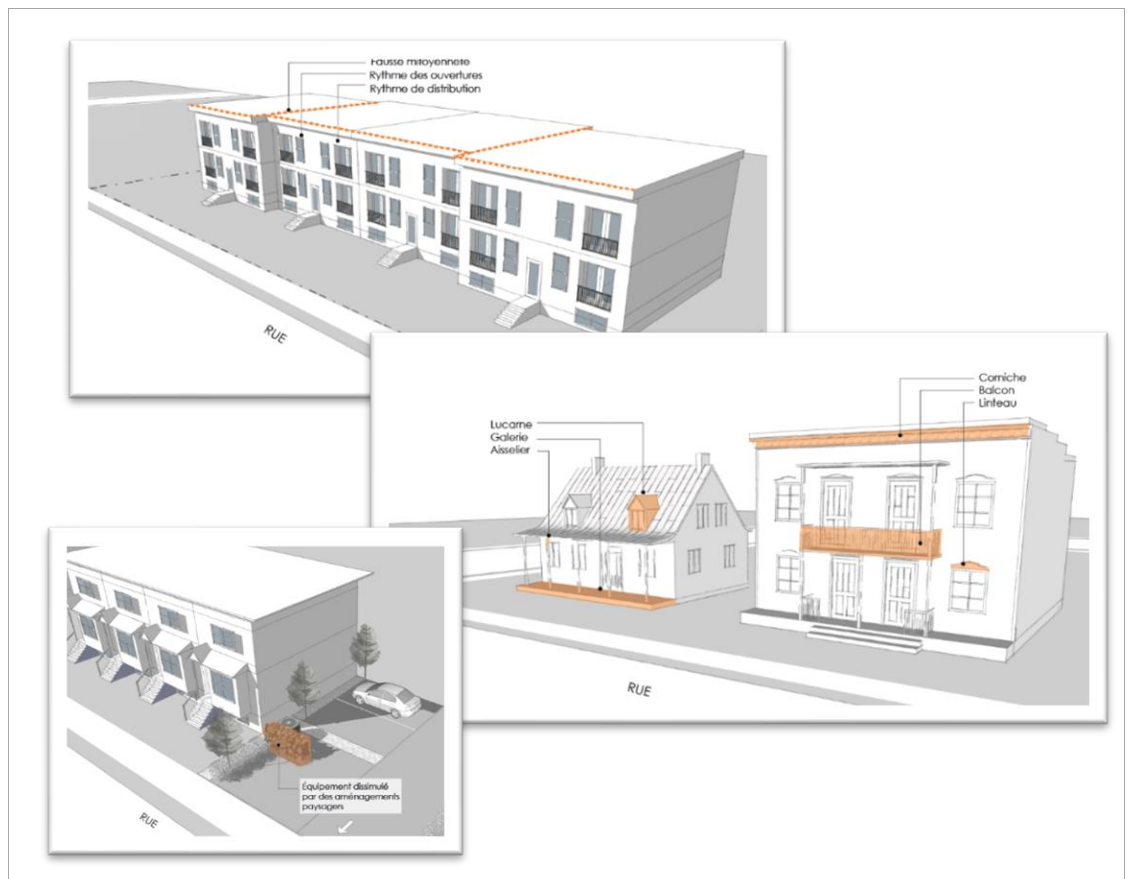 Fausse mitoyenneté
Rythme des ouvertures
Rythme de distribution
RUE
Corniche
Balcon
Linteau
Lucarne
Galerie
Aisselier
RUE
Équipement dissimulé
par des aménagements
paysagers
RUE